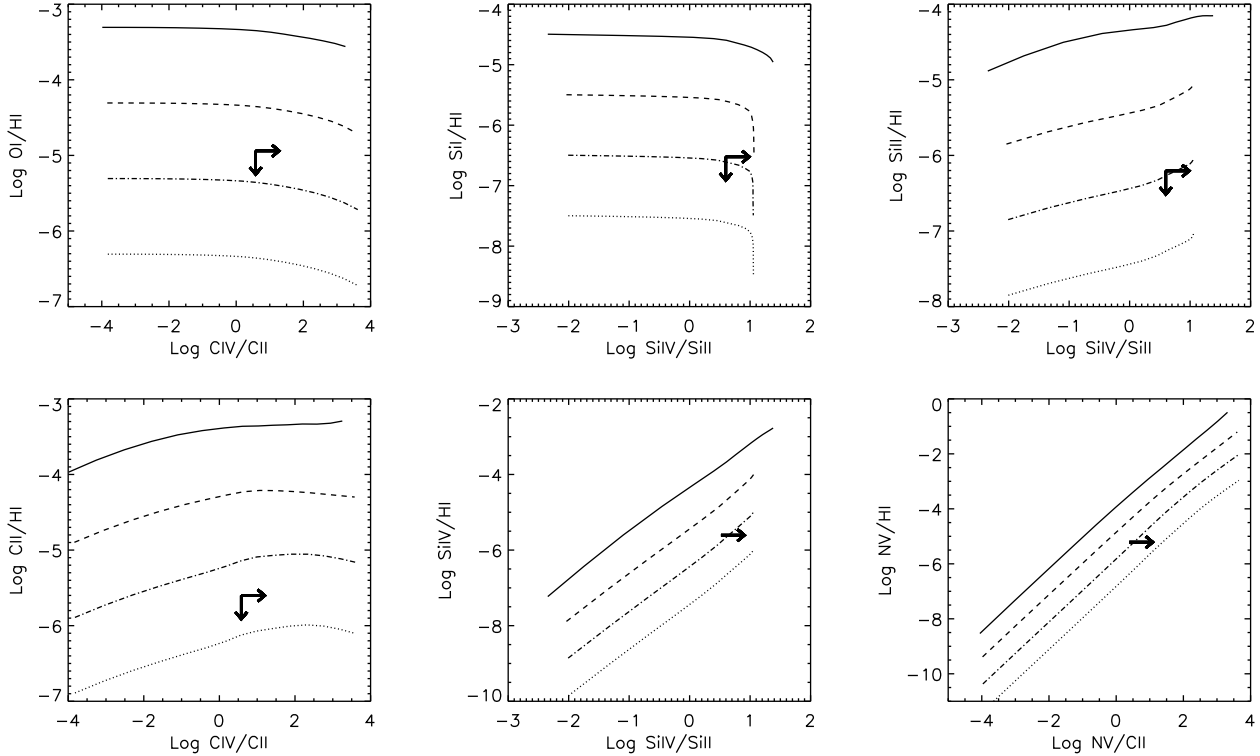 −3
−4
−5
−6
−7
Log OI/HI
−4 −2 0 2 4
Log CIV/CII
−4
−5
−6
−7
−8
−9
Log SiI/HI
−3 −2 −1 0 1 2
Log SiIV/SiII
−4
−5
−6
−7
−8
Log SiII/HI
−3 −2 −1 0 1 2
Log SiIV/SiII
−3
−4
−5
−6
−7
Log CII/HI
−4 −2 0 2 4
Log CIV/CII
−2
−4
−6
−8
−10
Log SiIV/HI
−3 −2 −1 0 1 2
Log SiIV/SiII
0
−2
−4
−6
−8
−10
Log NV/HI
−4 −2 0 2 4
Log NV/CII